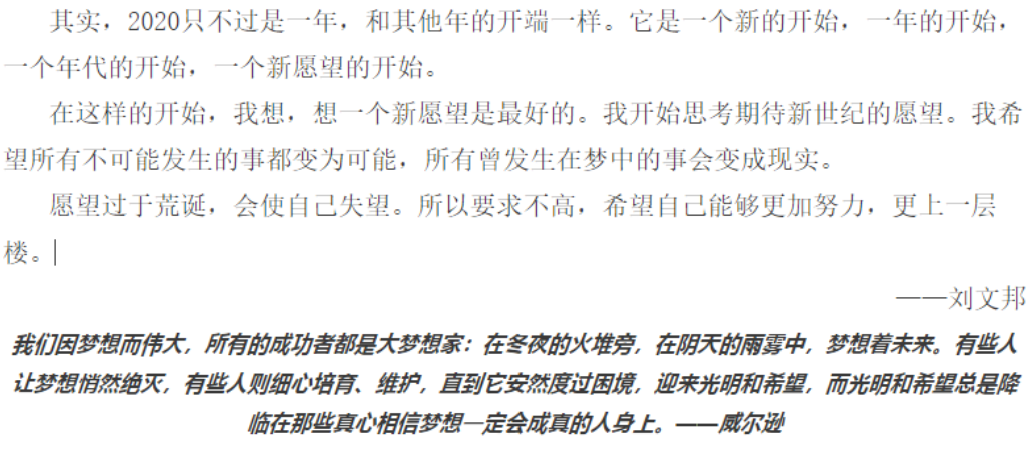 其实，2020只不过是一年，和其他年的开端一样。它是一个新的开始，一年的开始，
一个年代的开始，一个新愿望的开始。
在这样的开始，我想，想一个新愿望是最好的。我开始思考期待新世纪的愿望。我希
望所有不可能发生的事都变为可能，所有曾发生在梦中的事会变成现实。
愿望过于荒诞，会使自己失望。所以要求不高，希望自己能够更加努力，更上一层
楼。
——刘文邦
我们因梦想而伟大，所有的成功者都是大梦想家：在冬夜的火堆旁，在阴天的雨雾中，梦想着未来。有些人
让梦想悄然绝灭，有些人则细心培育、维护，直到它安然度过困境，迎来光明和希望，而光明和希望总是降
临在那些真心相信梦想一定会成真的人身上。——威尔逊